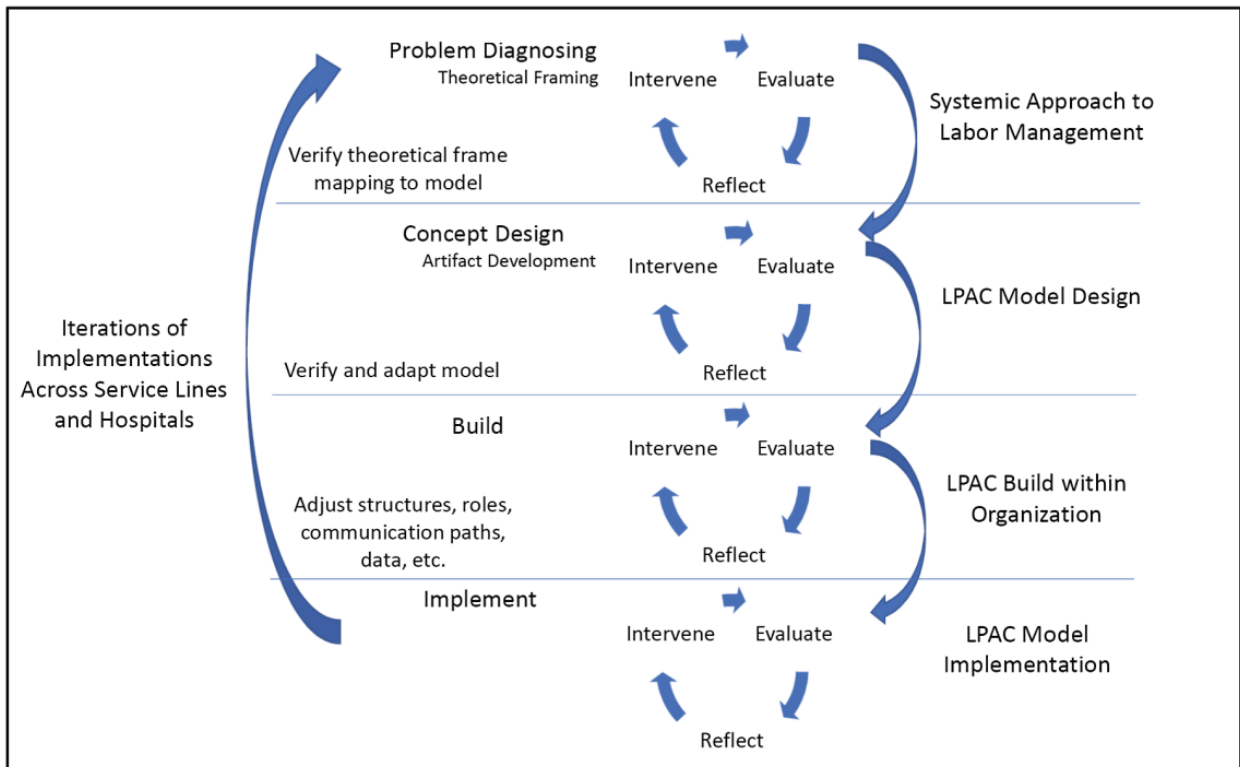 Problem Diagnosing
Theoretical Framing
Intervene
Evaluate
Reflect
Systemic Approach to
Labor Management
Verify theoretical frame
mapping to model
Concept Design
Artifact Development
Intervene
Evaluate
Reflect
LPAC Model Design
Verify and adapt model
Iterations of
Implementations
Across Service Lines
and Hospitals
Build
Intervene
Evaluate
Reflect
LPAC Build within
Organization
Adjust structures, roles,
communication paths,
data, etc.
Implement
Intervene
Evaluate
Reflect
LPAC Model
Implementation